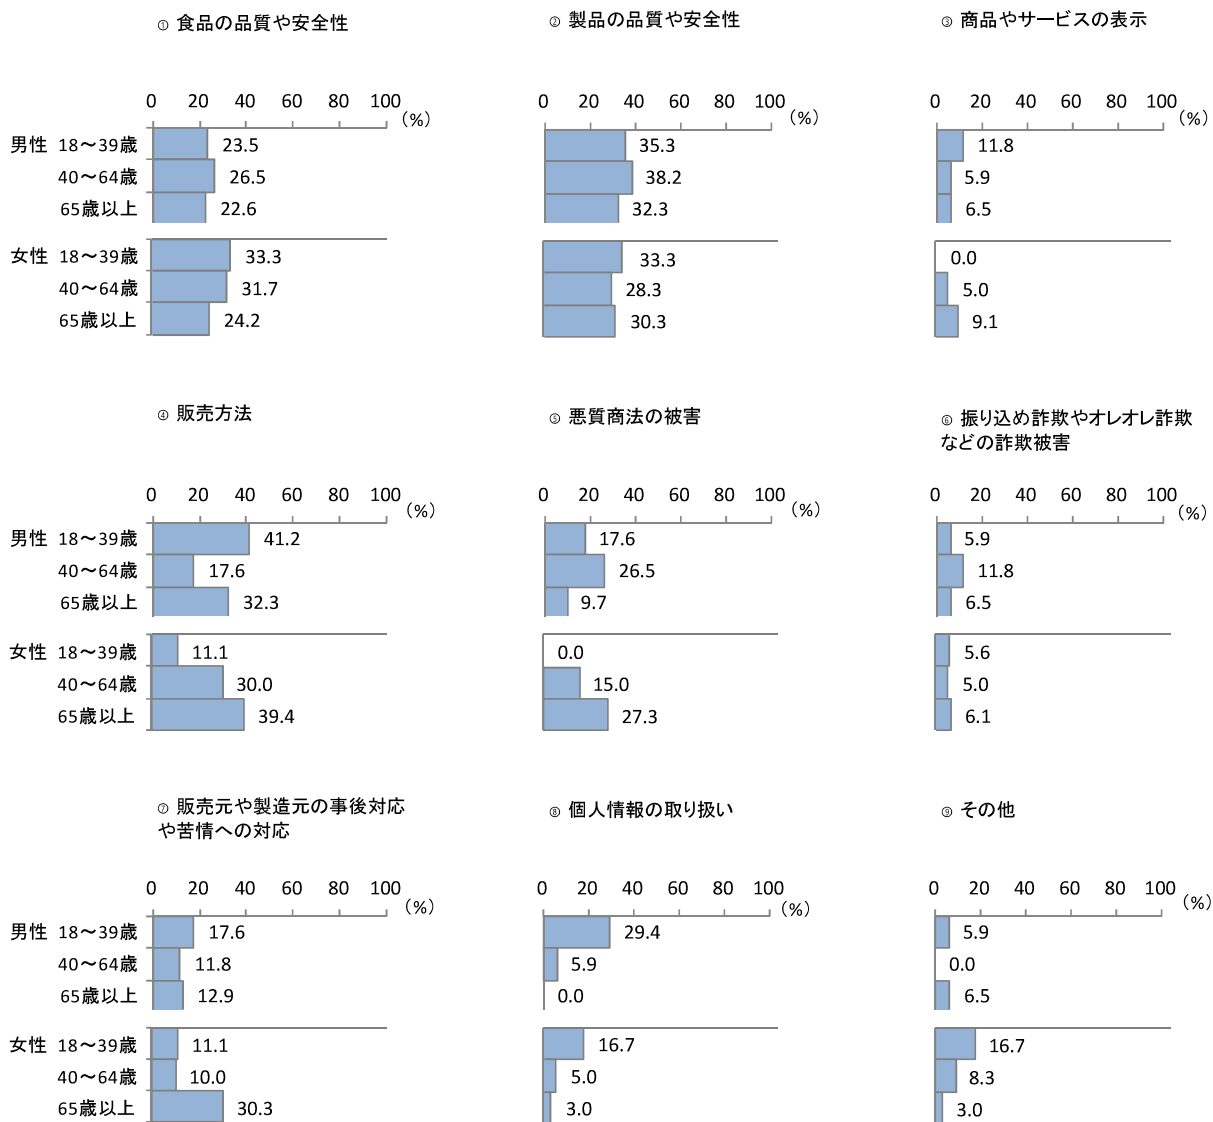 ① 食品の品質や安全性
0 20 40 60 80 100
(%)
男性 18～39歳 23.5
40～64歳 26.5
65歳以上 22.6
女性 18～39歳 33.3
40～64歳 31.7
65歳以上 24.2
② 製品の品質や安全性
0 20 40 60 80 100
(%)
35.3
38.2
32.3
33.3
28.3
30.3
③ 商品やサービスの表示
0 20 40 60 80 100
(%)
11.8
5.9
6.5
0.0
5.0
9.1
④ 販売方法
0 20 40 60 80 100
(%)
男性 18～39歳 41.2
40～64歳 17.6
65歳以上 32.3
女性 18～39歳 11.1
40～64歳 30.0
65歳以上 39.4
⑤ 悪質商法の被害
0 20 40 60 80 100
(%)
17.6
26.5
9.7
0.0
15.0
27.3
⑥ 振り込め詐欺やオレオレ詐欺
などの詐欺被害
0 20 40 60 80 100
(%)
5.9
11.8
6.5
5.6
5.0
6.1
⑦ 販売元や製造元の事後対応
や苦情への対応
0 20 40 60 80 100
(%)
男性 18～39歳 17.6
40～64歳 11.8
65歳以上 12.9
女性 18～39歳 11.1
40～64歳 10.0
65歳以上 30.3
⑧ 個人情報の取り扱い
0 20 40 60 80 100
(%)
29.4
5.9
0.0
16.7
5.0
3.0
⑨ その他
0 20 40 60 80 100
(%)
5.9
0.0
6.5
16.7
8.3
3.0